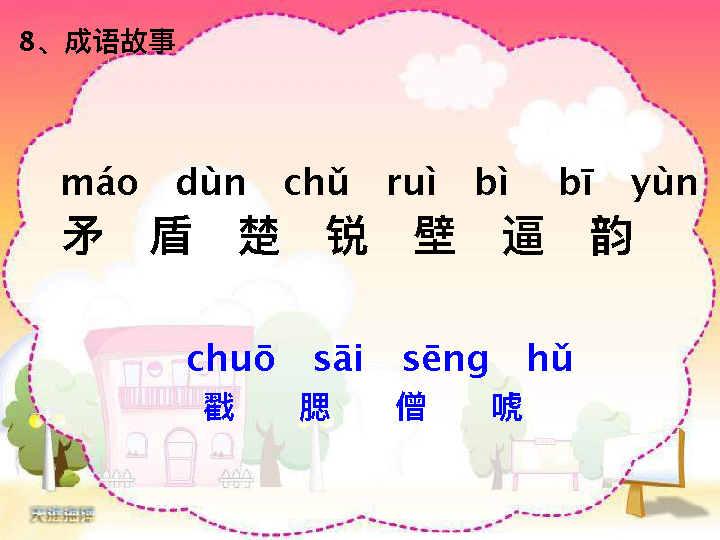 8、成语故事
máo dùn chǔ ruì bì bī yùn
矛 盾 楚 锐 壁 逼 韵
chuō sāi sēng hǔ
戳 腮 僧 唬
天涯海阔